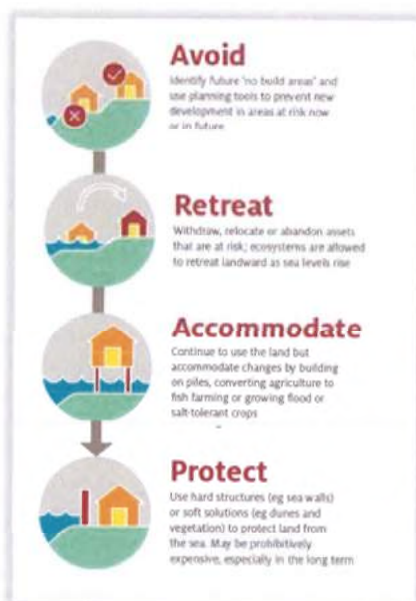 Avoid
Identify future 'no build areas' and
use planning tools to prevent new
development in areas at risk now
or in future
Retreat
Withdraw, relocate or abandon assets
that are at risk; ecosystems are allowed
to retreat landward as sea levels rise
Accommodate
Continue to use the land but
accommodate changes by building
on piles, converting agriculture to
fish farming or growing flood or
salt-tolerant crops
Protect
Use hard structures (eg sea walls)
or soft solutions (eg dunes and
vegetation) to protect land from
the sea. May be prohibitively
expensive, especially in the long term